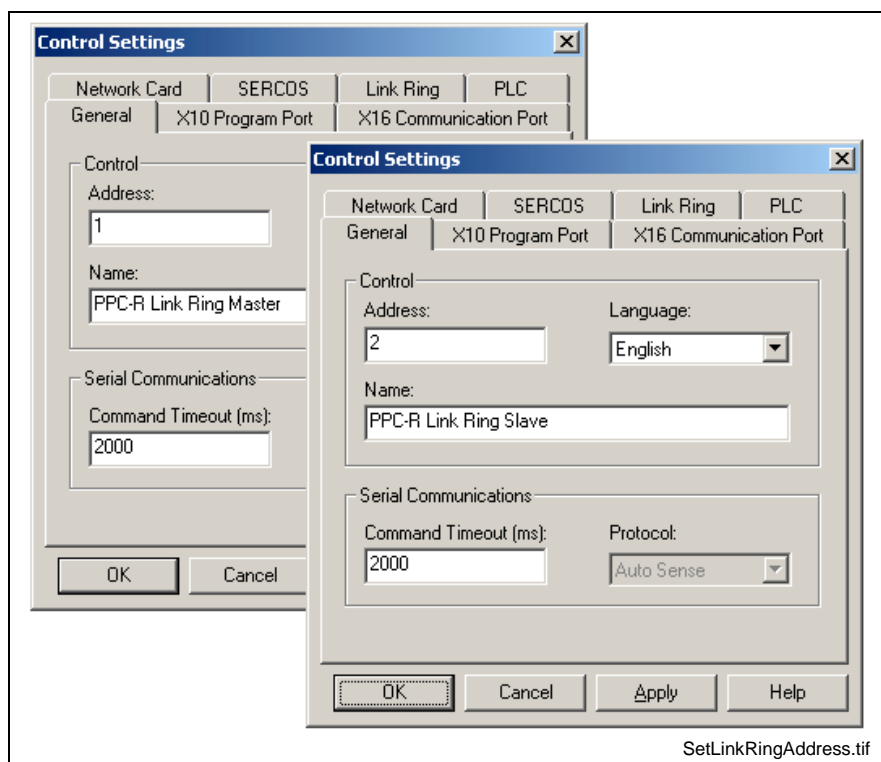 Control Settings
Network Card SERCOS Link Ring PLC
General X10 Program Port X16 Communication Port
Control
Address:
1
Name:
PPC-R Link Ring Master
Serial Communications
Command Timeout (ms):
2000
OK Cancel
Control Settings
Network Card SERCOS Link Ring PLC
General X10 Program Port X16 Communication Port
Control
Address: Language:
2 English
Name:
PPC-R Link Ring Slave
Serial Communications
Command Timeout (ms): Protocol:
2000 Auto Sense
OK Cancel Apply Help
SetLinkRingAddress.tif